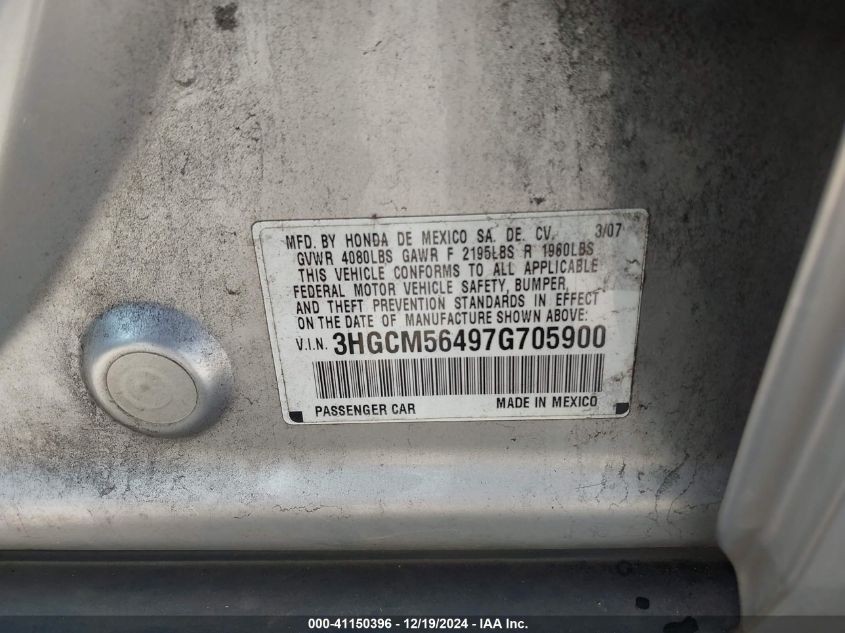 MFD. BY HONDA DE MEXICO SA. DE. CV. 3/07
GVWR 4080LBS GAWR F 2195LBS R 1960LBS
THIS VEHICLE CONFORMS TO ALL APPLICABLE
FEDERAL MOTOR VEHICLE SAFETY, BUMPER,
AND THEFT PREVENTION STANDARDS IN EFFECT
ON THE DATE OF MANUFACTURE SHOWN ABOVE:
V.I.N. 3HGCM56497G705900
PASSENGER CAR MADE IN MEXICO
000-41150396 - 12/19/2024 - IAA Inc.